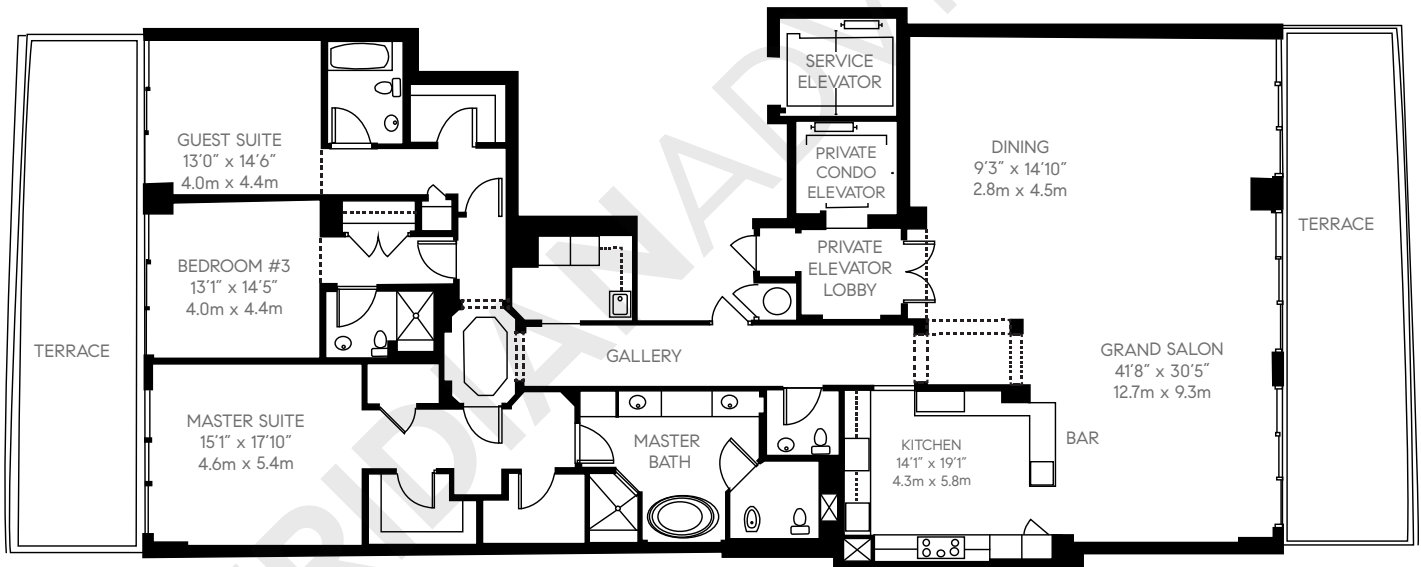 SERVICE
ELEVATOR
GUEST SUITE
13'0" x 14'6"
4.0m x 4.4m
PRIVATE
CONDO
ELEVATOR
DINING
9'3" x 14'10"
2.8m x 4.5m
TERRACE
BEDROOM #3
13'1" x 14'5"
4.0m x 4.4m
PRIVATE
ELEVATOR
LOBBY
TERRACE
GALLERY
GRAND SALON
41'8" x 30'5"
12.7m x 9.3m
MASTER SUITE
15'1" x 17'10"
4.6m x 5.4m
MASTER
BATH
KITCHEN
14'1" x 19'1"
4.3m x 5.8m
BAR
RIDIANADV